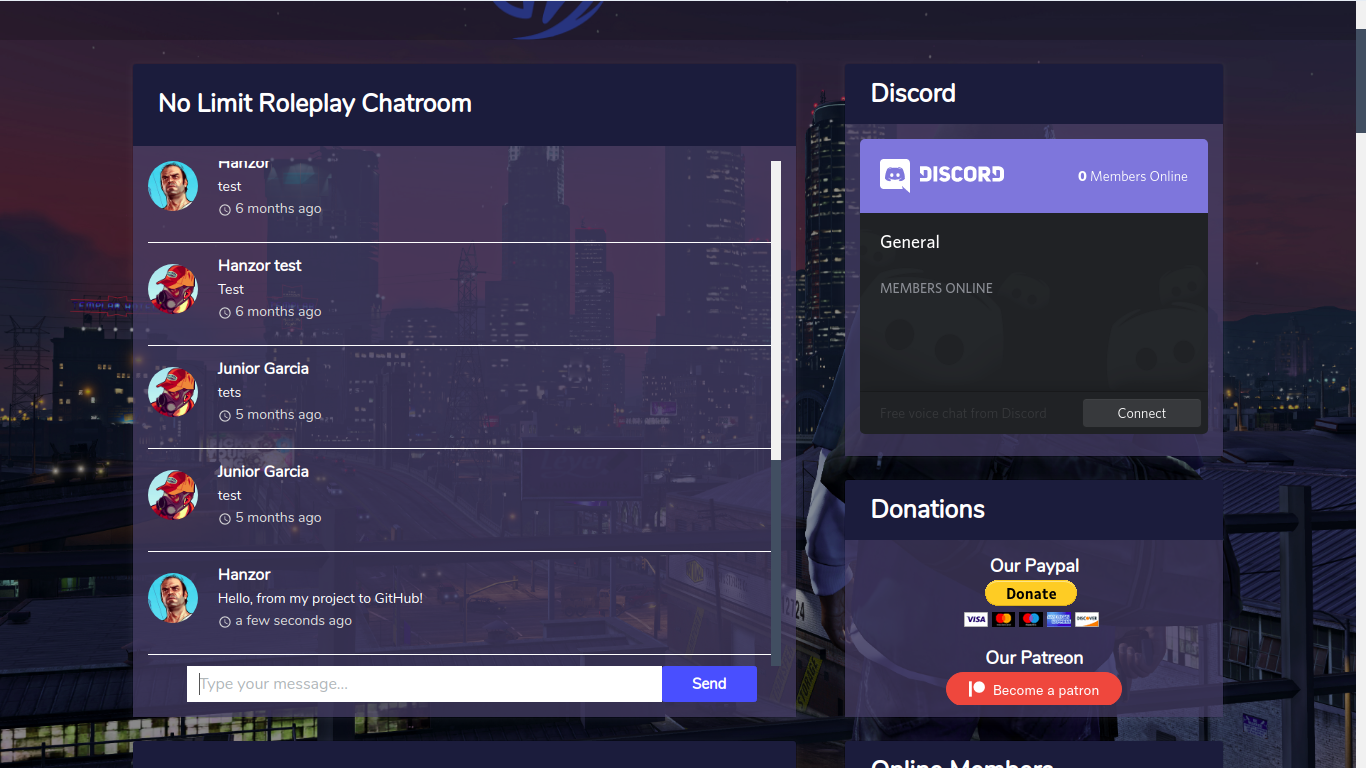 No Limit Roleplay Chatroom
Hanzor
test
6 months ago
Hanzor test
Test
6 months ago
Junior Garcia
tets
5 months ago
Junior Garcia
test
5 months ago
Hanzor
Hello, from my project to GitHub!
a few seconds ago
Type your message...
Send
Discord
DISCORD
0 Members Online
General
MEMBERS ONLINE
Free voice chat from Discord
Connect
Donations
Our Paypal
Donate
VISA
DISCOVER
Our Patreon
Become a patron
Online Members